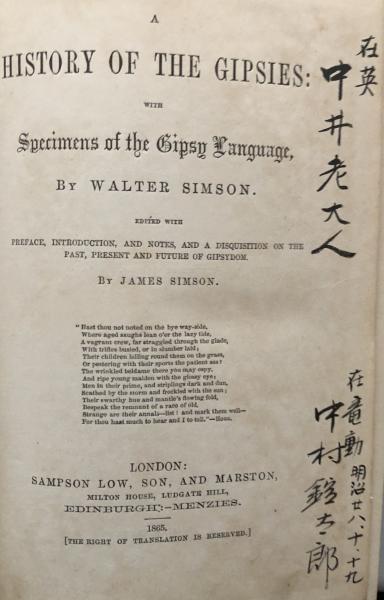 A
HISTORY OF THE GIPSIES:
WITH
Specimens of the Gipsy Language,
BY WALTER SIMSON.
EDITED WITH
PREFACE, INTRODUCTION, AND NOTES, AND A DISQUISITION ON THE
PAST, PRESENT AND FUTURE OF GIPSYDOM.
BY JAMES SIMSON.
"Hast thou not noted on the bye way-side,
Where aged saughs lean o'er the lazy tide,
A vagrant crew, far straggled through the glade,
With trifles busied, or in slumber laid;
Their children lolling round them on the grass,
Or pestering with their sports the patient ass?
The wrinkled beldame there you may espy,
And ripe young maiden with the glossy eye;
Men in their prime, and striplings dark and dun,
Scathed by the storm and freckled with the sun;
Their swarthy hue and mantle's flowing fold,
Bespeak the remnant of a race of old.
Strange are their annals—list! and mark them well—
For thou hast much to hear and I to tell."—HOGG.
LONDON:
SAMPSON LOW, SON, AND MARSTON,
MILTON HOUSE, LUDGATE HILL,
EDINBURGH:—MENZIES.
1865.
[THE RIGHT OF TRANSLATION IS RESERVED.]
在英
中井老大人
在竜動 明治廿八、十、十九
中村